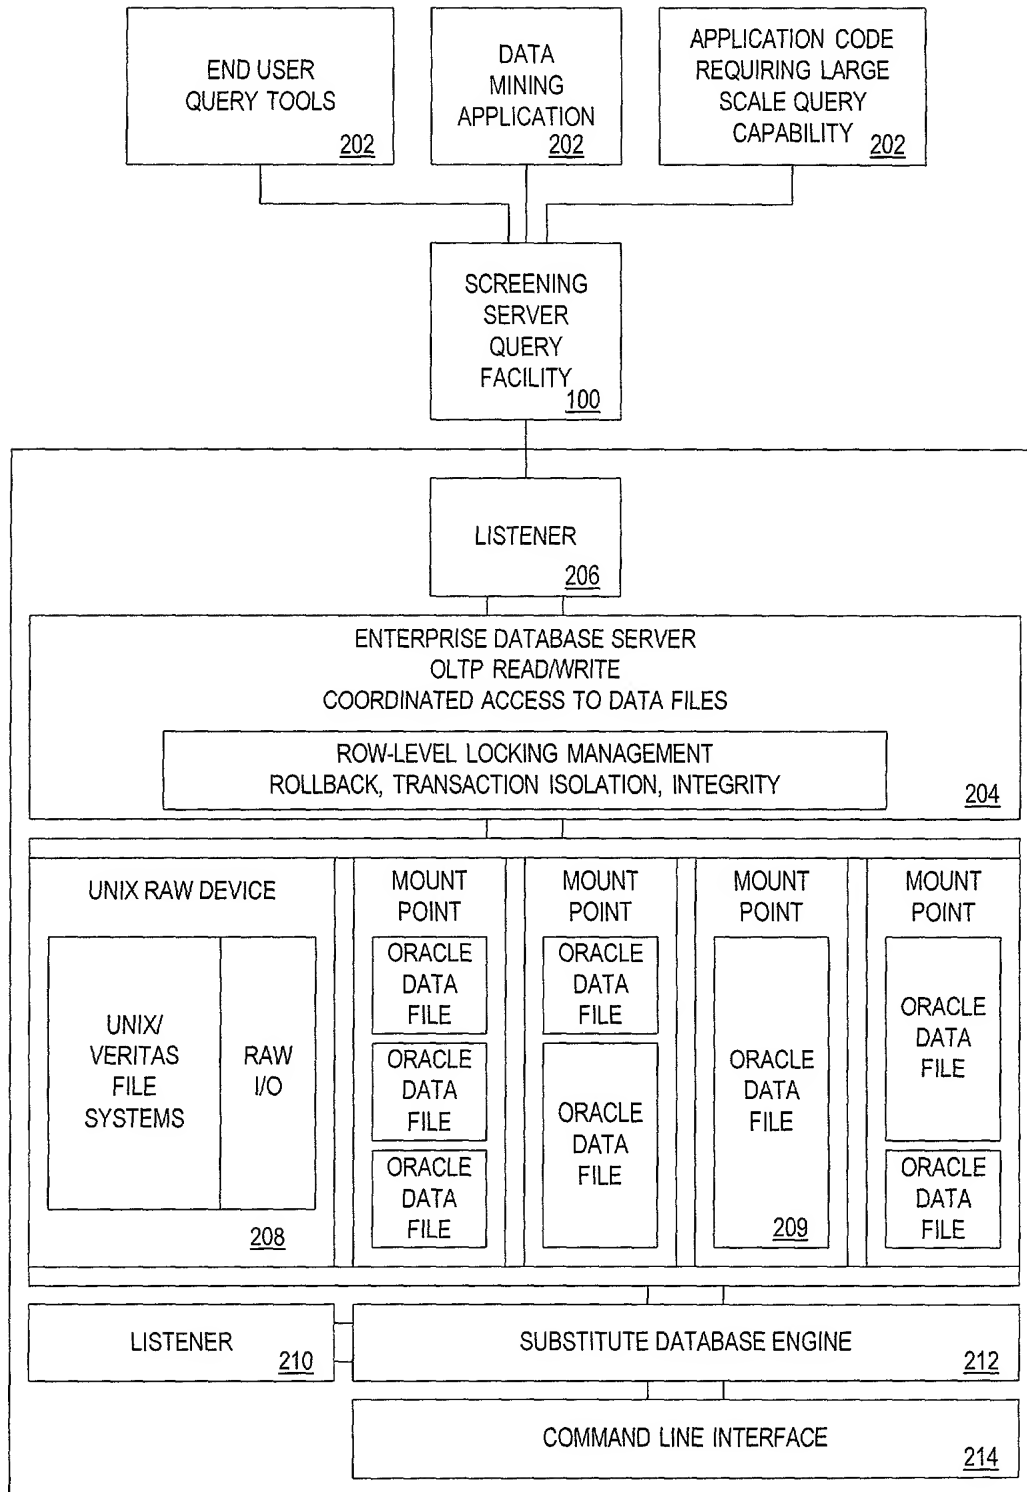 END USER
QUERY TOOLS
202
DATA
MINING
APPLICATION
202
APPLICATION CODE
REQUIRING LARGE
SCALE QUERY
CAPABILITY
202
SCREENING
SERVER
QUERY
FACILITY
100
LISTENER
206
ENTERPRISE DATABASE SERVER
OLTP READ/WRITE
COORDINATED ACCESS TO DATA FILES
ROW-LEVEL LOCKING MANAGEMENT
ROLLBACK, TRANSACTION ISOLATION, INTEGRITY
204
UNIX RAW DEVICE
UNIX/
VERITAS
FILE
SYSTEMS
RAW
I/O
208
MOUNT
POINT
ORACLE
DATA
FILE
ORACLE
DATA
FILE
ORACLE
DATA
FILE
MOUNT
POINT
ORACLE
DATA
FILE
ORACLE
DATA
FILE
MOUNT
POINT
ORACLE
DATA
FILE
209
MOUNT
POINT
ORACLE
DATA
FILE
ORACLE
DATA
FILE
LISTENER
210
SUBSTITUTE DATABASE ENGINE
212
COMMAND LINE INTERFACE
214